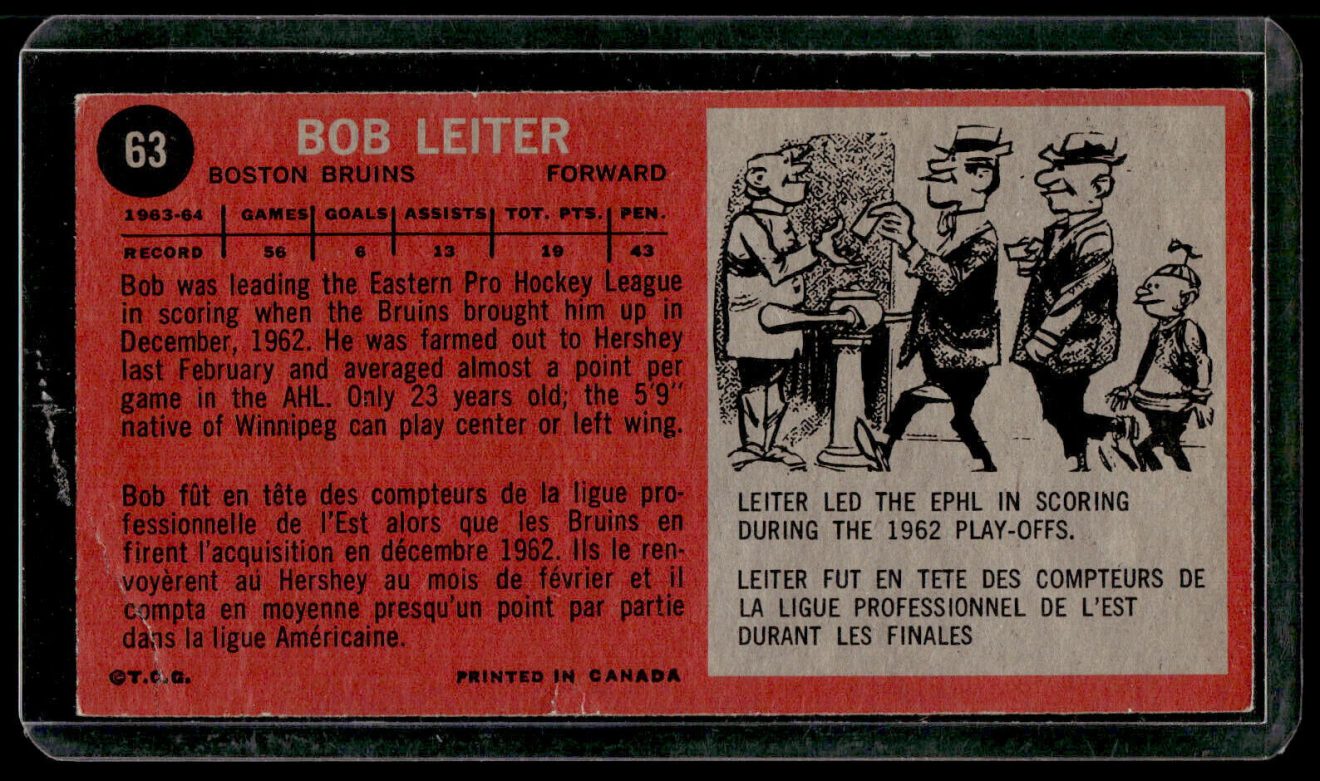 63
BOB LEITER
BOSTON BRUINS FORWARD
1963-64 GAMES GOALS ASSISTS TOT. PTS. PEN.
RECORD 56 6 13 19 43
Bob was leading the Eastern Pro Hockey League
in scoring when the Bruins brought him up in
December, 1962. He was farmed out to Hershey
last February and averaged almost a point per
game in the AHL. Only 23 years old; the 5'9"
native of Winnipeg can play center or left wing.
Bob fût en tête des compteurs de la ligue pro-
fessionnelle de l'Est alors que les Bruins en
firent l'acquisition en décembre 1962. Ils le ren-
voyèrent au Hershey au mois de février et il
compta en moyenne presqu'un point par partie
dans la ligue Américaine.
©T.C.G. PRINTED IN CANADA
LEITER LED THE EPHL IN SCORING
DURING THE 1962 PLAY-OFFS.
LEITER FUT EN TETE DES COMPTEURS DE
LA LIGUE PROFESSIONNEL DE L'EST
DURANT LES FINALES